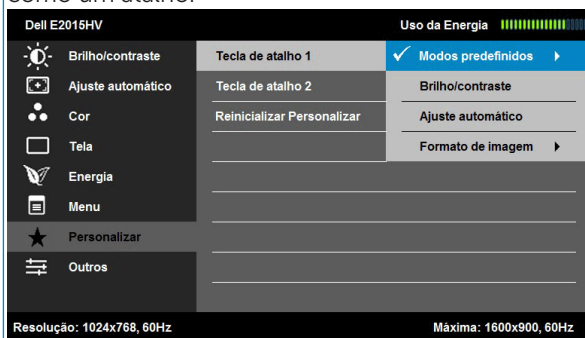 como um atalho.
Dell E2015HV Uso da Energia
Brilho/contraste Tecla de atalho 1 Modos predefinidos
Ajuste automático Tecla de atalho 2 Brilho/contraste
Cor Reinicializar Personalizar Ajuste automático
Tela Formato de imagem
Energia
Menu
Personalizar
Outros
Resolução: 1024x768, 60Hz Máxima: 1600x900, 60Hz